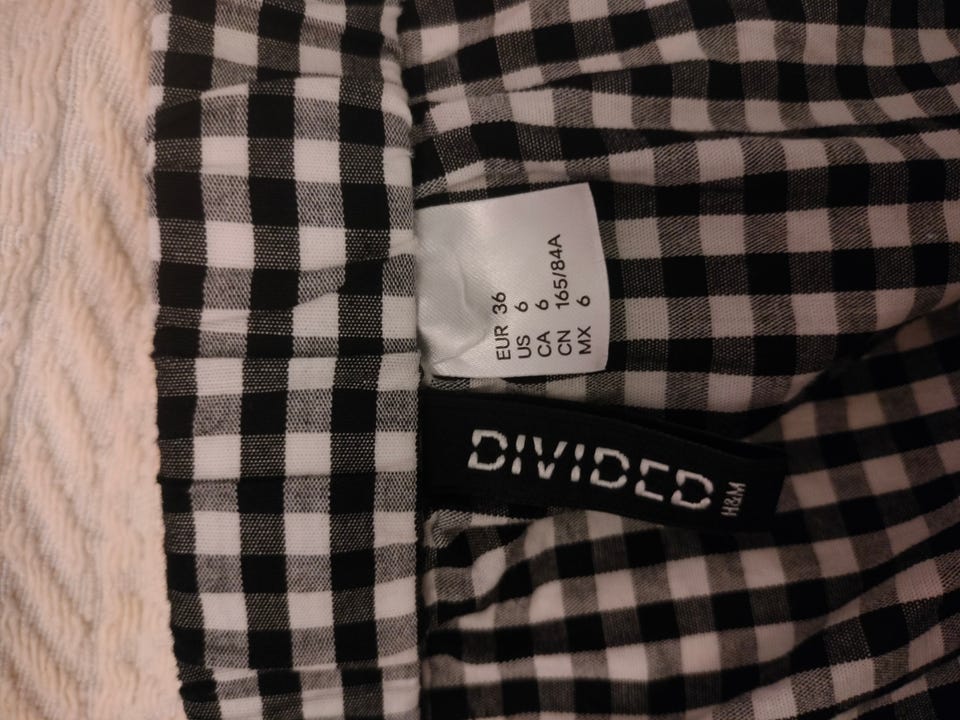 EUR 36
US 6
CA 6
CN 165/84A
MX 6
DIVIDED
H&M